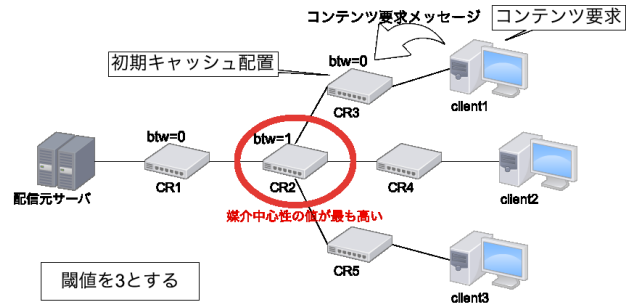 コンテンツ要求メッセージ
コンテンツ要求
初期キャッシュ配置
btw=0
CR3
client1
btw=0
btw=1
CR1
CR2
CR4
配信元サーバ
client2
媒介中心性の値が最も高い
閾値を3とする
CR5
client3